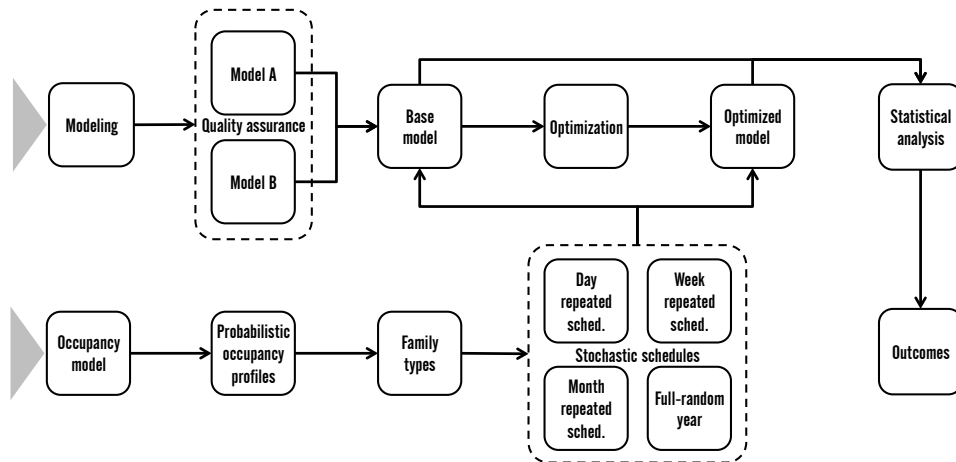 Modeling
Model A
Quality assurance
Model B
Base
model
Optimization
Optimized
model
Statistical
analysis
Occupancy
model
Probabilistic
occupancy
profiles
Family
types
Day
repeated
sched.
Week
repeated
sched.
Stochastic schedules
Month
repeated
sched.
Full-random
year
Outcomes